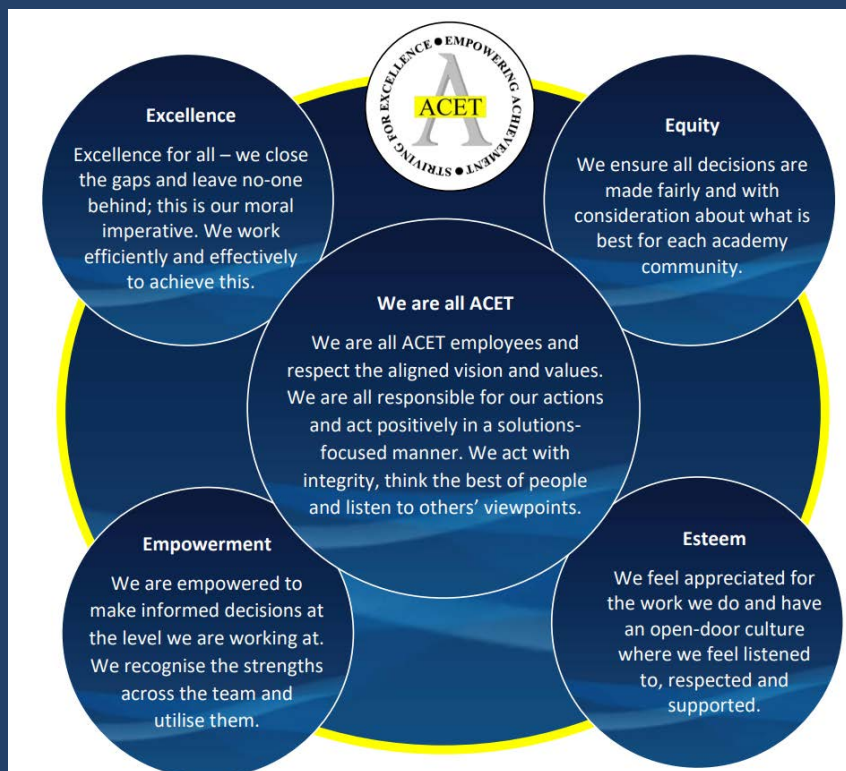 STRIVING FOR EXCELLENCE • EMPOWERING ACHIEVEMENT •
A
ACET
Excellence
Excellence for all – we close
the gaps and leave no-one
behind; this is our moral
imperative. We work
efficiently and effectively
to achieve this.
Equity
We ensure all decisions are
made fairly and with
consideration about what is
best for each academy
community.
We are all ACET
We are all ACET employees and
respect the aligned vision and values.
We are all responsible for our actions
and act positively in a solutions-
focused manner. We act with
integrity, think the best of people
and listen to others’ viewpoints.
Empowerment
We are empowered to
make informed decisions at
the level we are working at.
We recognise the strengths
across the team and
utilise them.
Esteem
We feel appreciated for
the work we do and have
an open-door culture
where we feel listened
to, respected and
supported.